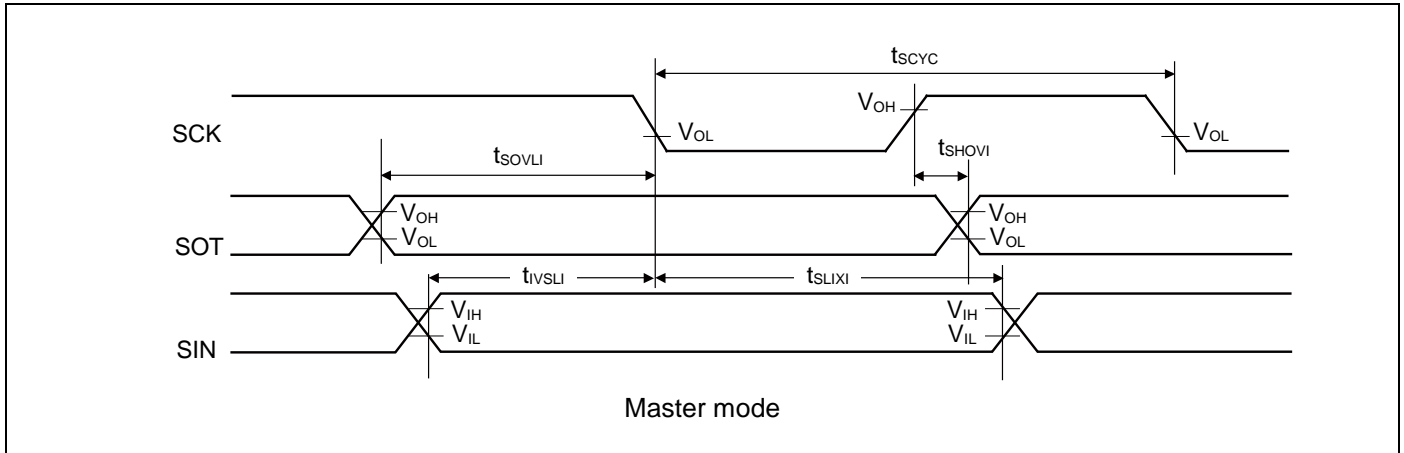 tSCYC
SCK
VOH
VOL
VOL
tSOVLI
tSHOVI
SOT
VOH
VOL
VOH
VOL
tIVSLI
tSLIXI
SIN
VIH
VIL
VIH
VIL
Master mode